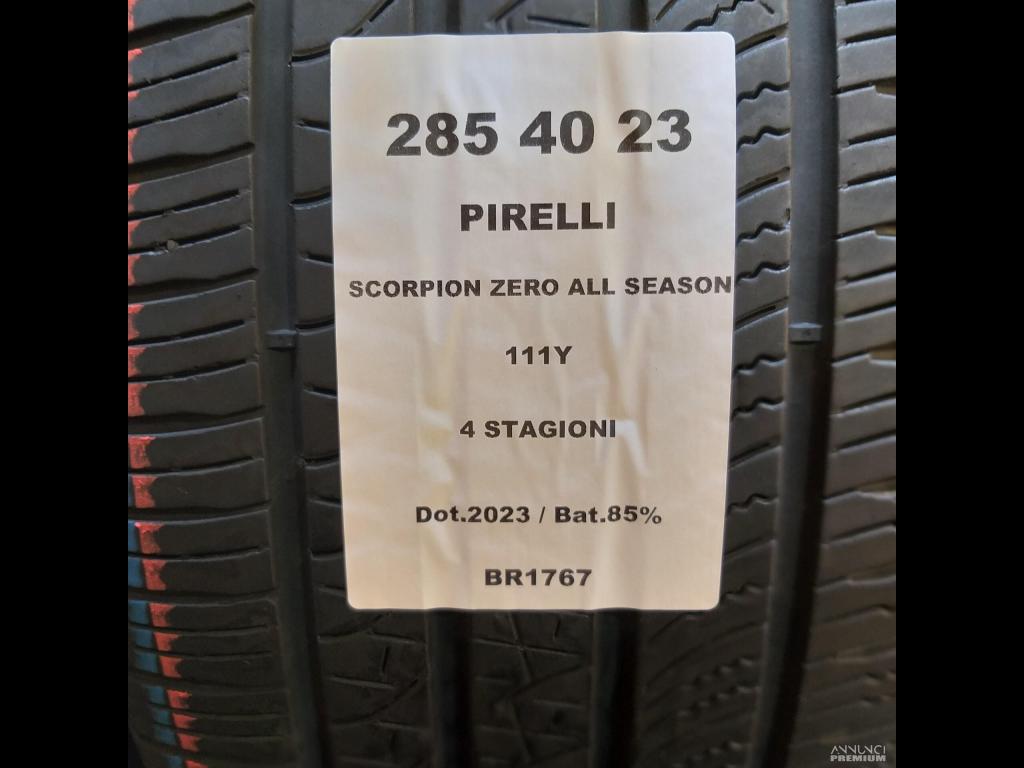 285 40 23
PIRELLI
SCORPION ZERO ALL SEASON
111Y
4 STAGIONI
Dot.2023 / Bat.85%
BR1767
ANNUNCI
PREMIUM